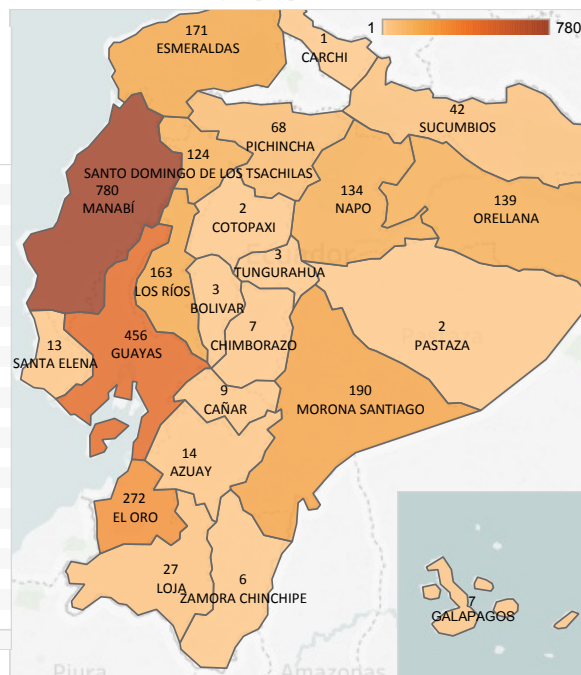 1
780
171
ESMERALDAS
1
CARCHI
42
SUCUMBIOS
68
PICHINCHA
124
SANTO DOMINGO DE LOS TSACHILAS
780
MANABÍ
134
NAPO
139
ORELLANA
2
COTOPAXI
Ecuador
3
TUNGURAHUA
163
LOS RÍOS
3
BOLIVAR
7
CHIMBORAZO
2
PASTAZA
13
SANTA ELENA
456
GUAYAS
9
CAÑAR
190
MORONA SANTIAGO
14
AZUAY
272
EL ORO
27
LOJA
6
ZAMORA CHINCHIPE
7
GALAPAGOS
Piura
Amazonas